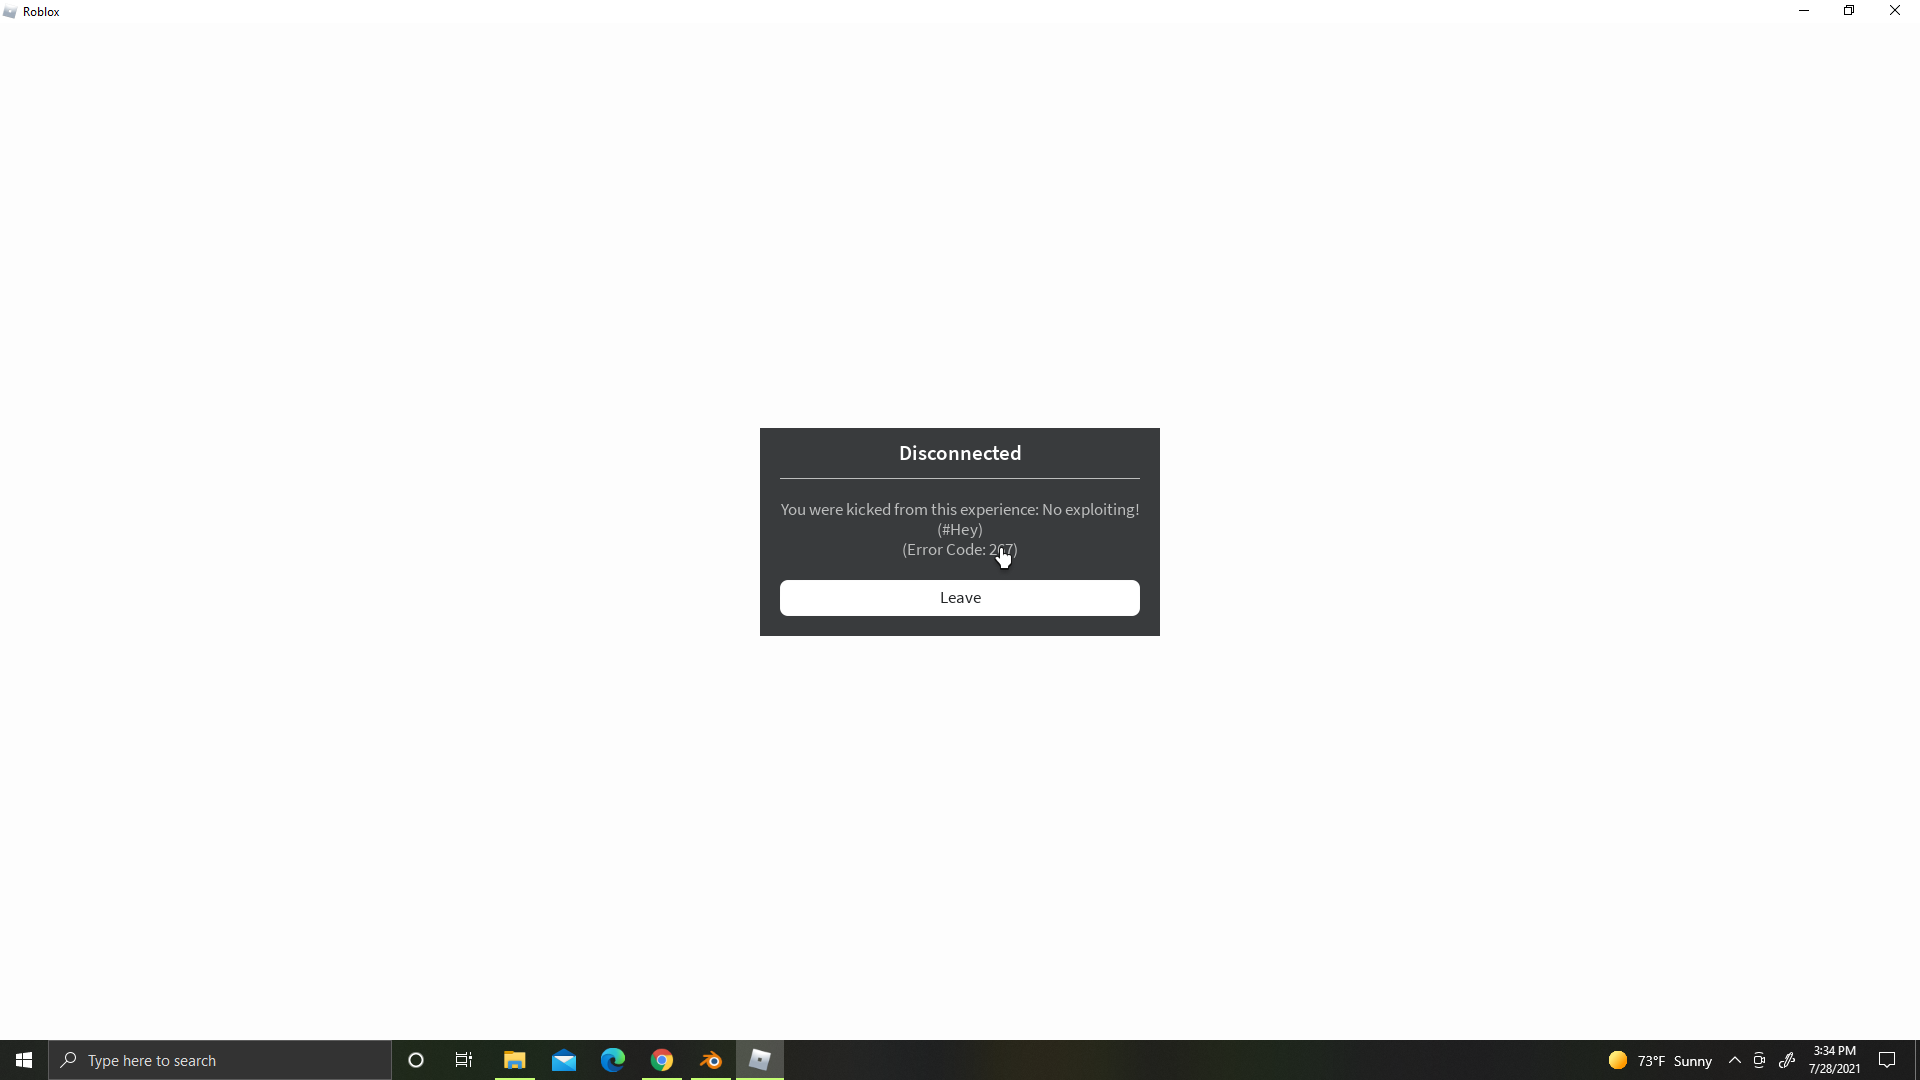 Roblox
Disconnected
You were kicked from this experience: No exploiting!
(#Hey)
(Error Code: 267)
Leave
Type here to search
73°F Sunny
3:34 PM
7/28/2021